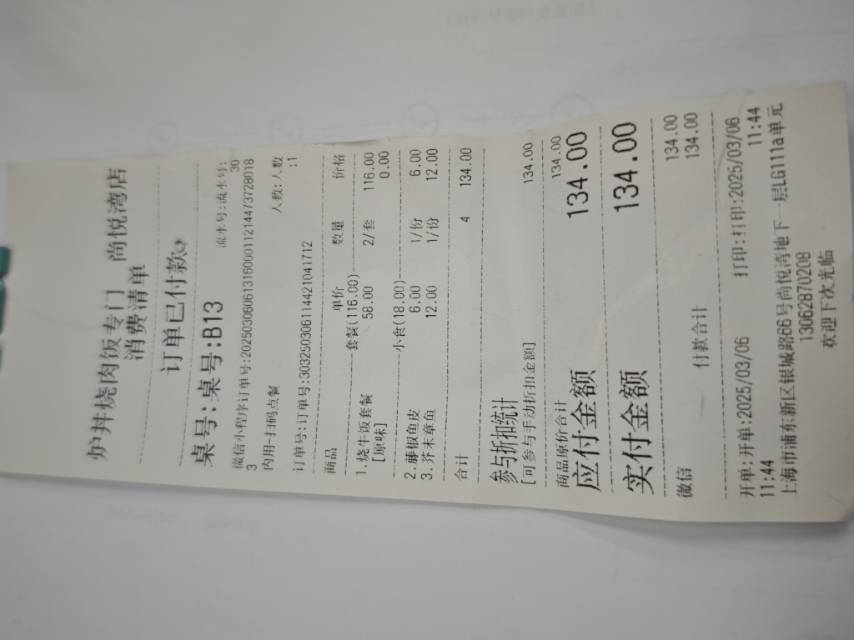 炉丼烧肉饭专门 尚悦湾店
消费清单
订单已付款
桌号:桌号:B13
流水号:流水号:
30
微信小程序订单号:20250306061316000112144/3728018
3
内用-扫码点餐 人数:人数
:1
订单号:订单号:303250306114421041712
商品 单价 数量 价格
套餐(116.00)
1.烧牛饭套餐 58.00 2/套 116.00
[原味] 0.00
小食(18.00)
2.藤椒鱼皮 6.00 1/份 6.00
3.芥末章鱼 12.00 1/份 12.00
合计 4 134.00
参与折扣统计
[可参与手动折扣金额] 134.00
商品原价合计 134.00
应付金额 134.00
实付金额 134.00
微信 134.00
付款合计 134.00
开单:开单:2025/03/06 打印:打印:2025/03/06
11:44 11:44
上海市浦东新区银城路66号尚悦湾地下一层LG111a单元
13062870208
欢迎下次光临